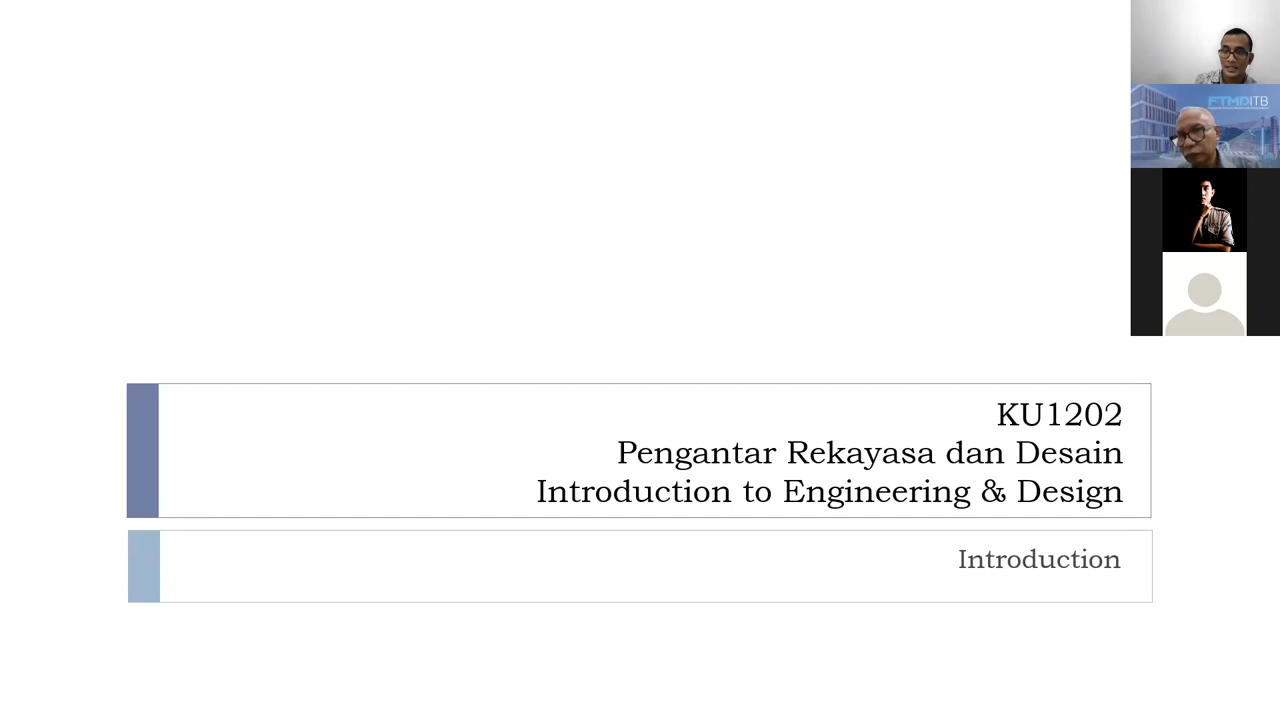 FTMDITB
KU1202
Pengantar Rekayasa dan Desain
Introduction to Engineering & Design
Introduction